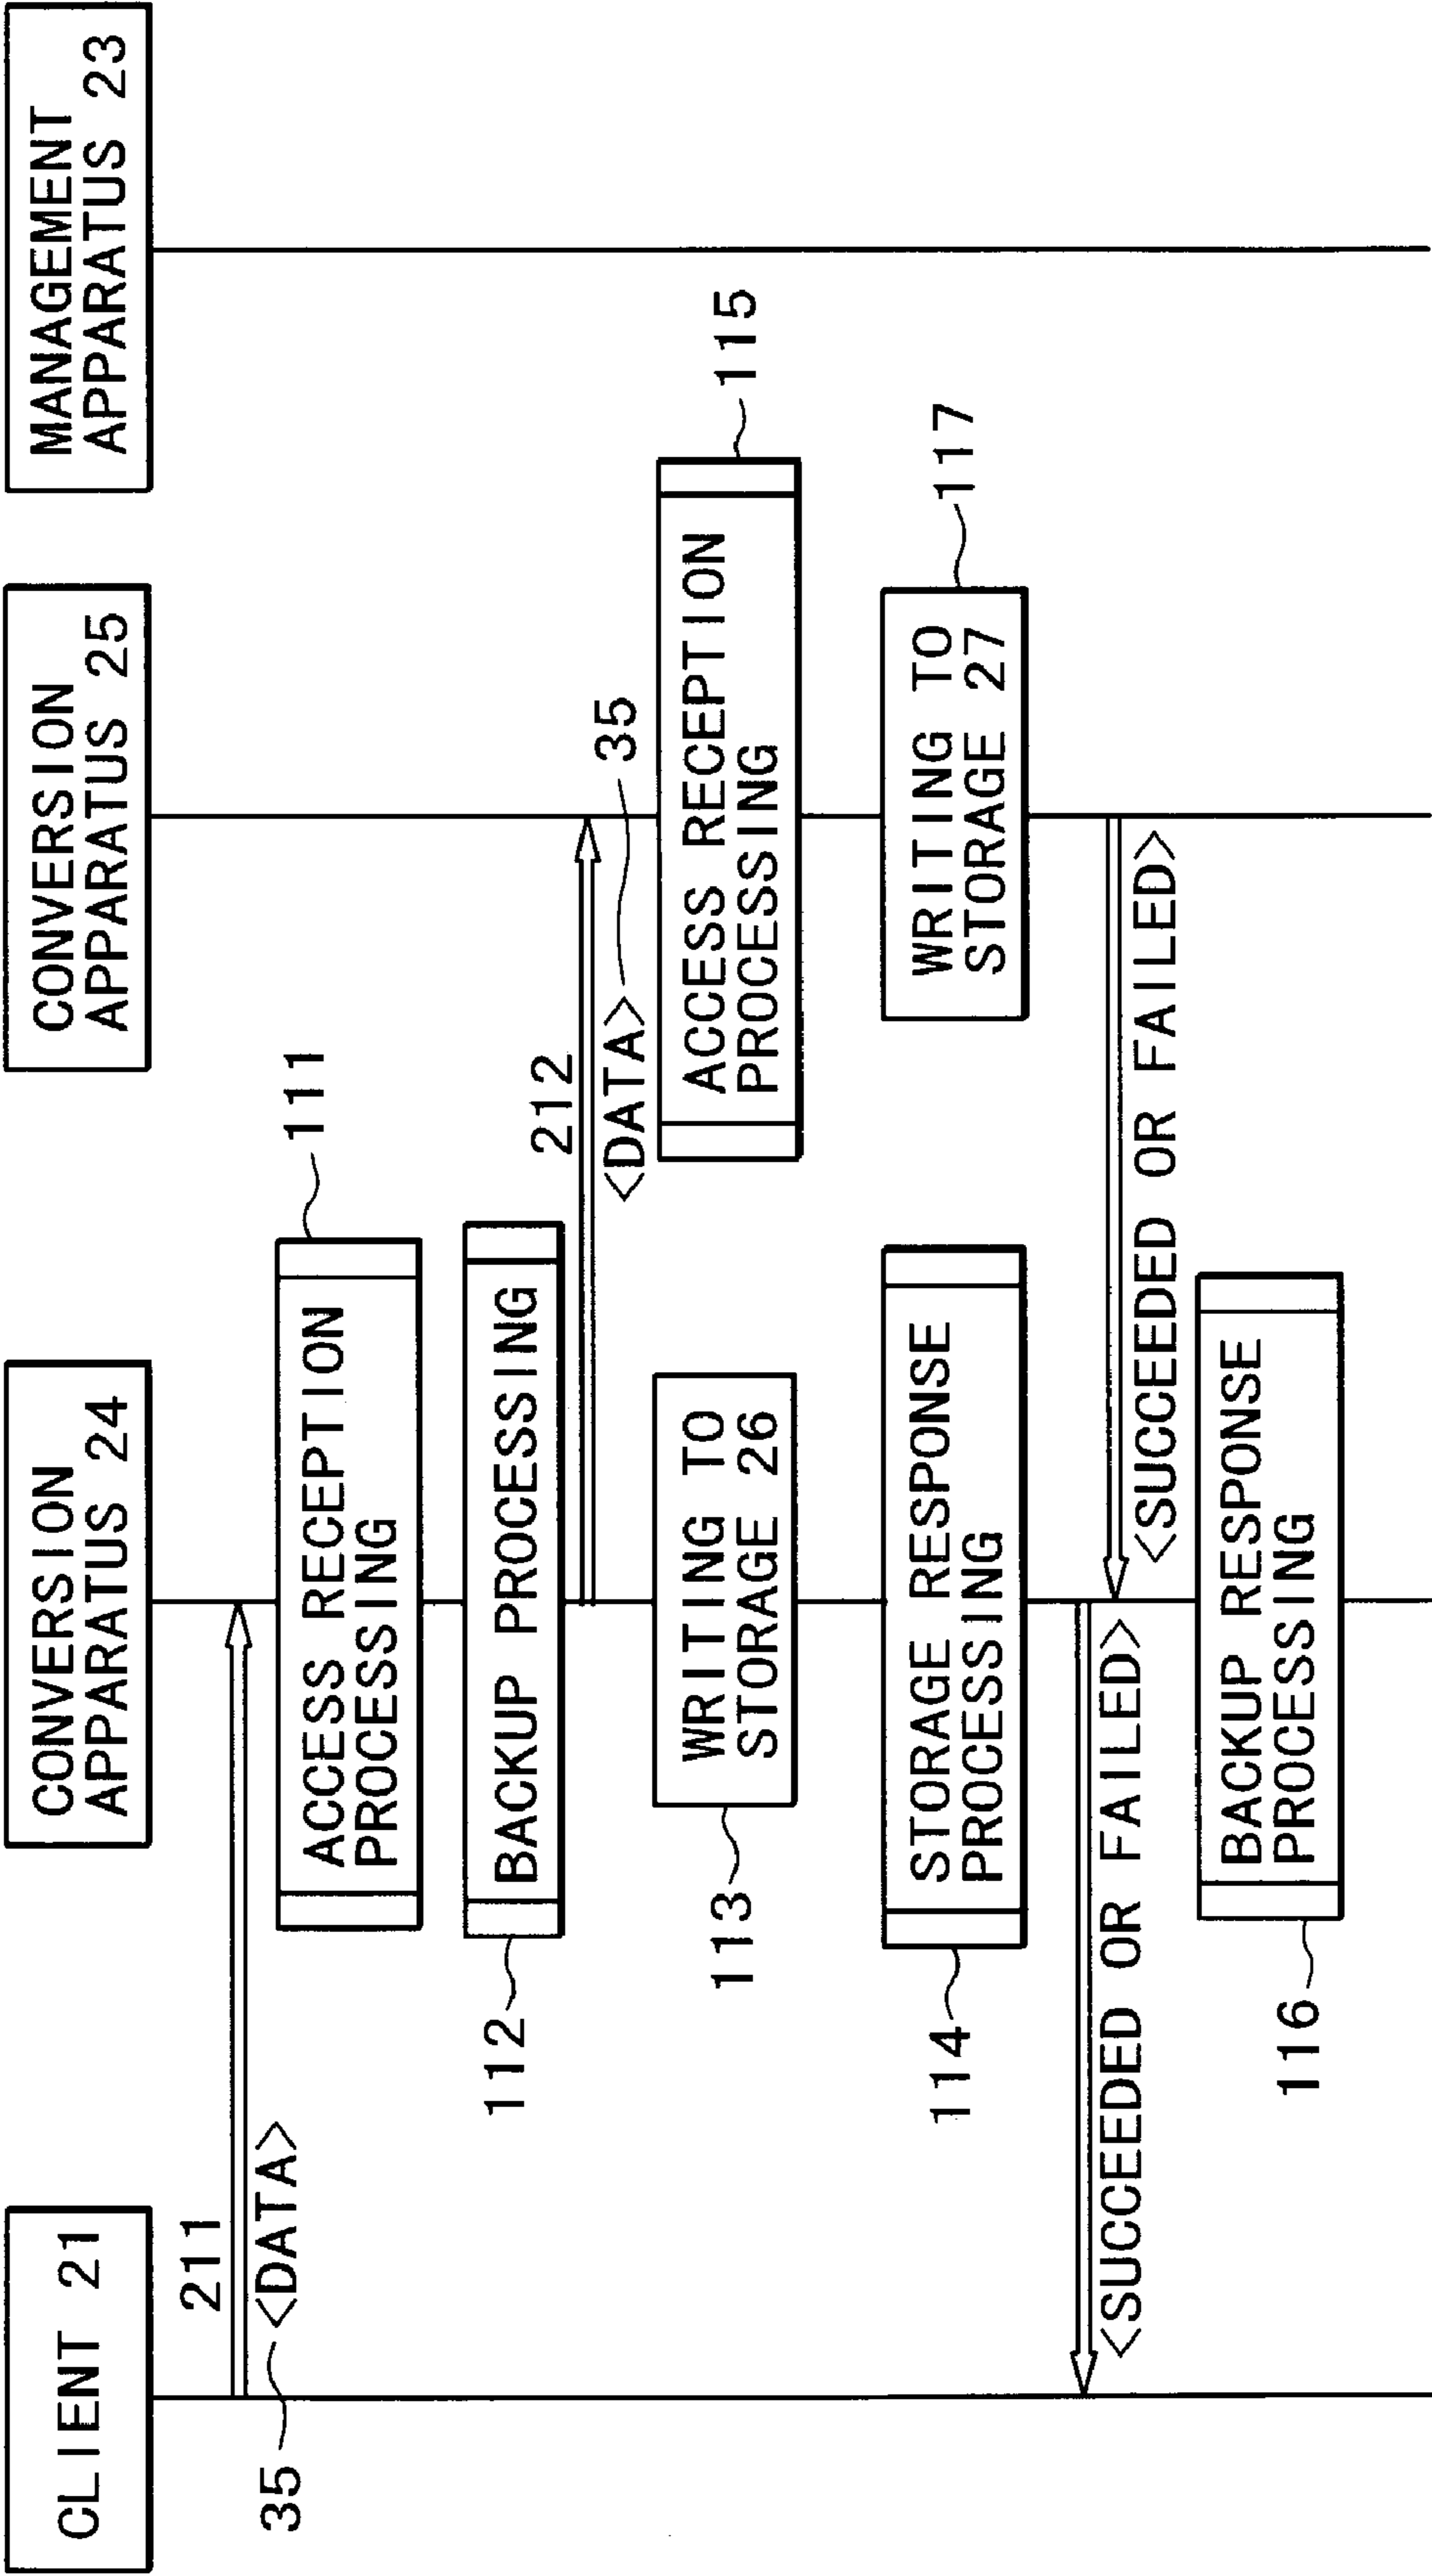 CLIENT 21
CONVERSION
APPARATUS 24
CONVERSION
APPARATUS 25
MANAGEMENT
APPARATUS 23
211
35
<DATA>
ACCESS RECEPTION
PROCESSING
111
112
BACKUP PROCESSING
212
<DATA>
35
113
WRITING TO
STORAGE 26
ACCESS RECEPTION
PROCESSING
115
114
STORAGE RESPONSE
PROCESSING
WRITING TO
STORAGE 27
117
<SUCCEEDED OR FAILED>
<SUCCEEDED OR FAILED>
116
BACKUP RESPONSE
PROCESSING